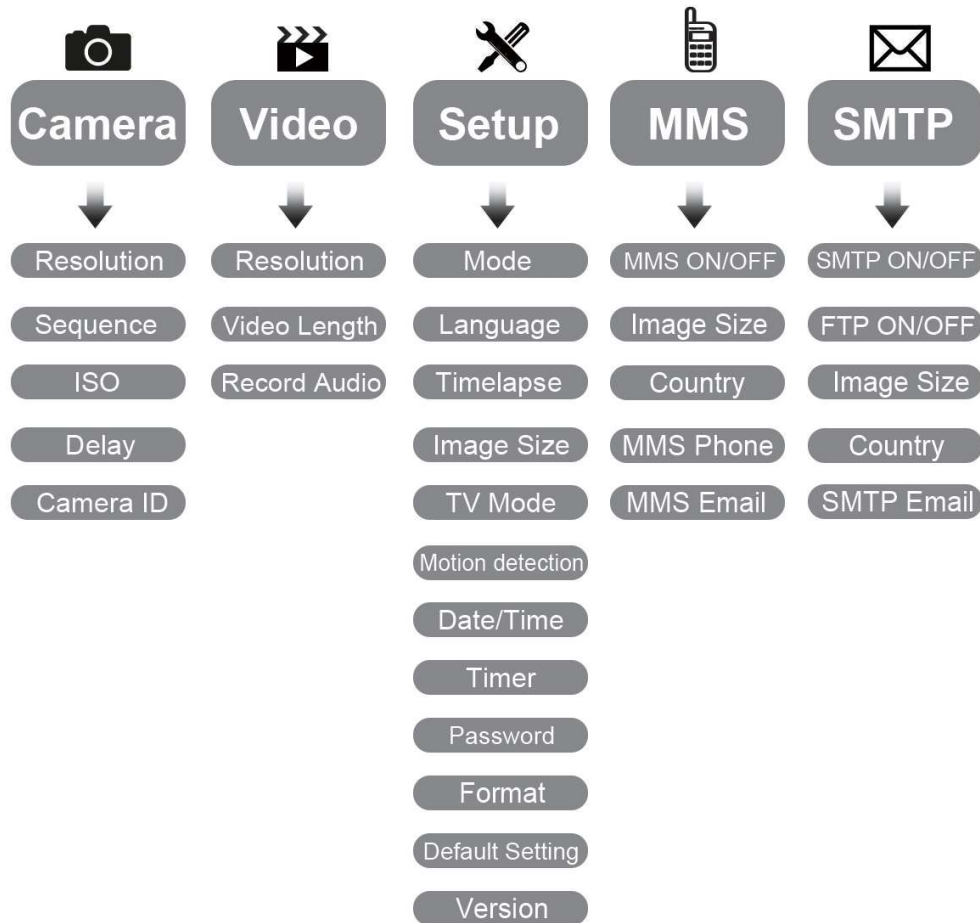 Camera
Video
Setup
MMS
SMTP
Resolution
Resolution
Mode
MMS ON/OFF
SMTP ON/OFF
Sequence
Video Length
Language
Image Size
FTP ON/OFF
ISO
Record Audio
Timelapse
Country
Image Size
Delay
Image Size
MMS Phone
Country
Camera ID
TV Mode
MMS Email
SMTP Email
Motion detection
Date/Time
Timer
Password
Format
Default Setting
Version